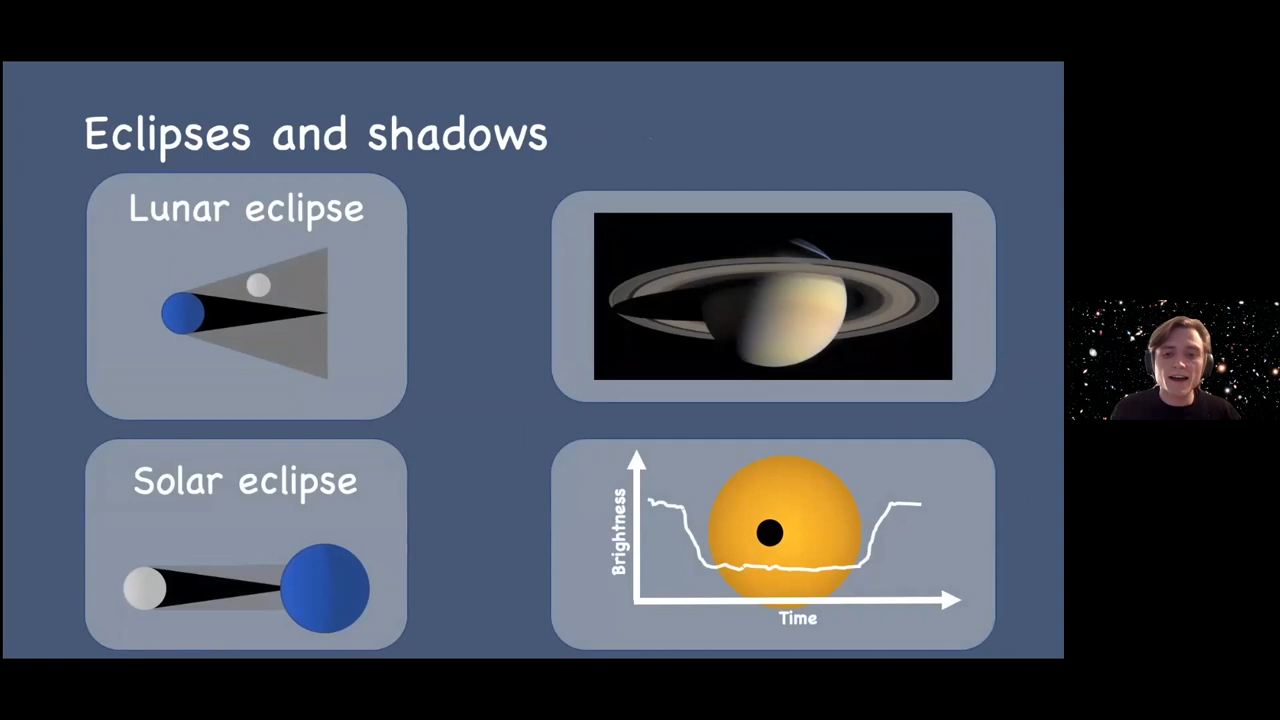 Eclipses and shadows
Lunar eclipse
Solar eclipse
Brightness
Time